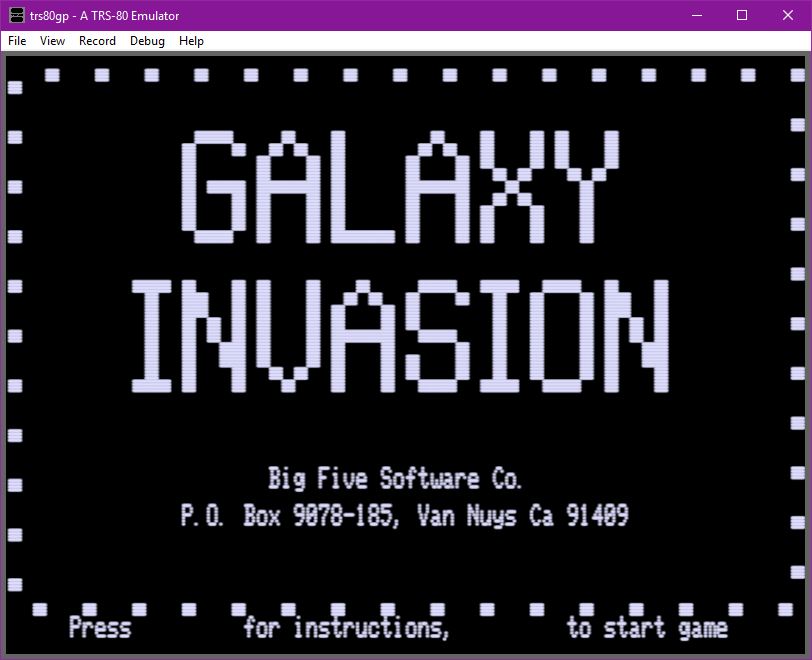 trs80gp - A TRS-80 Emulator
File View Record Debug Help
GALAXY
INVASION
Big Five Software Co.
P.O. Box 9078-185, Van Nuys Ca 91409
Press for instructions, to start game